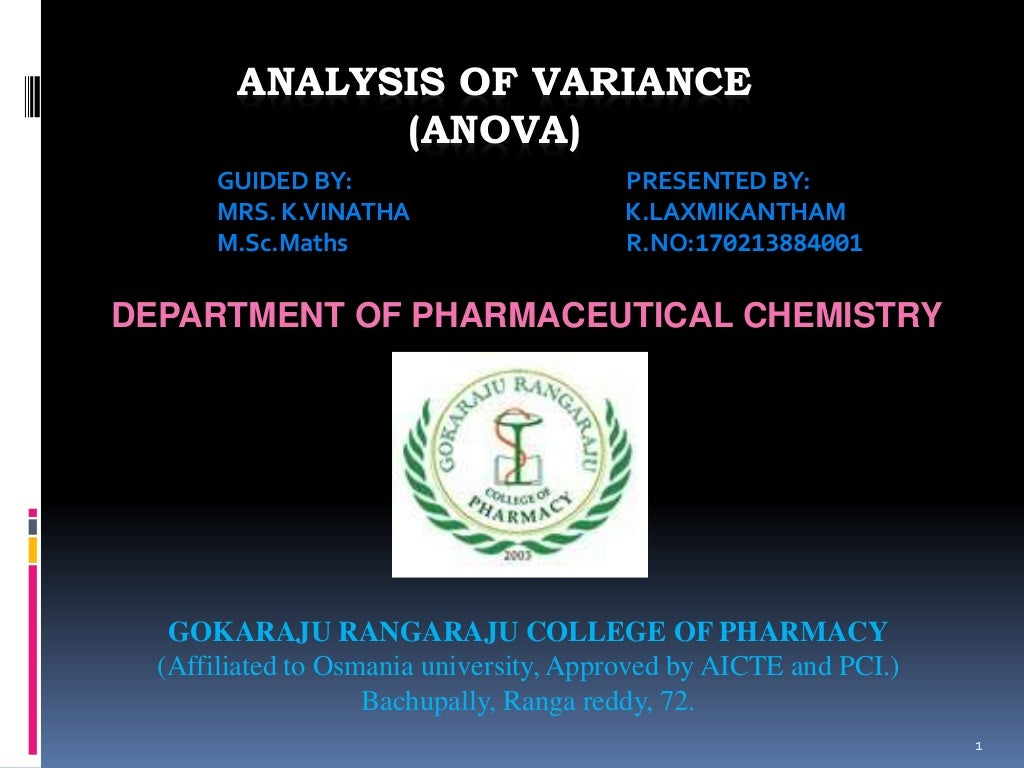 ANALYSIS OF VARIANCE
(ANOVA)
GUIDED BY:
MRS. K.VINATHA
M.Sc.Maths
PRESENTED BY:
K.LAXMIKANTHAM
R.NO:170213884001
DEPARTMENT OF PHARMACEUTICAL CHEMISTRY
GOKARAJU RANGARAJU
COLLEGE OF
PHARMACY
2003
GOKARAJU RANGARAJU COLLEGE OF PHARMACY
(Affiliated to Osmania university, Approved by AICTE and PCI.)
Bachupally, Ranga reddy, 72.
1